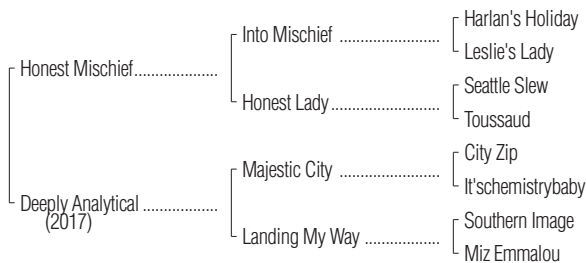 Harlan's Holiday
Into Mischief ..................
Leslie's Lady
Honest Mischief....................
Seattle Slew
Honest Lady.....................
Toussaud
City Zip
Majestic City ..................
It'schemistrybaby
Deeply Analytical ..................
(2017)
Southern Image
Landing My Way ...............
Miz Emmalou